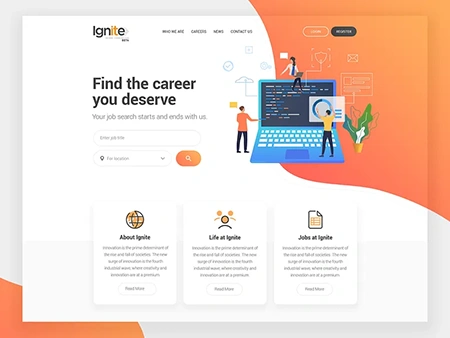 Ignite
BETA
WHO WE ARE CAREERS NEWS CONTACT US
LOGIN REGISTER
Find the career
you deserve
Your job search starts and ends with us.
Enter job title
For location
About Ignite
Innovation is the prime determinant of
the rise and fall of societies. The new
surge of innovation is the fourth
industrial wave, where creativity and
innovation are at a premium.
Read More
Life at Ignite
Innovation is the prime determinant of
the rise and fall of societies. The new
surge of innovation is the fourth
industrial wave, where creativity and
innovation are at a premium.
Read More
Jobs at Ignite
Innovation is the prime determinant of
the rise and fall of societies. The new
surge of innovation is the fourth
industrial wave, where creativity and
innovation are at a premium.
Read More